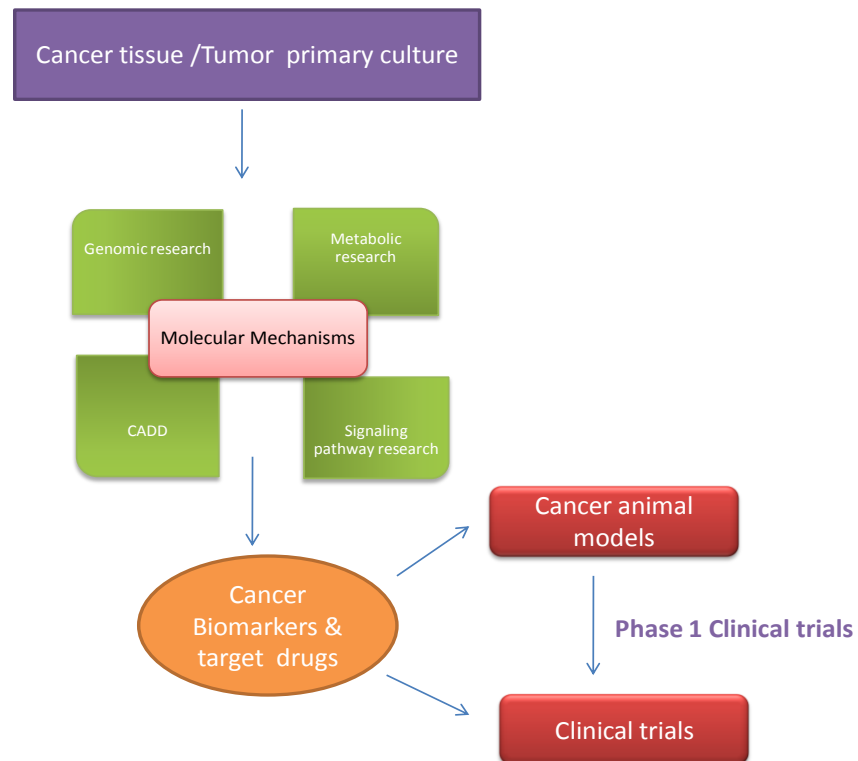 Cancer tissue /Tumor primary culture
Genomic research
Metabolic
research
Molecular Mechanisms
CADD
Signaling
pathway research
Cancer animal
models
Cancer
Biomarkers &
target drugs
Phase 1 Clinical trials
Clinical trials